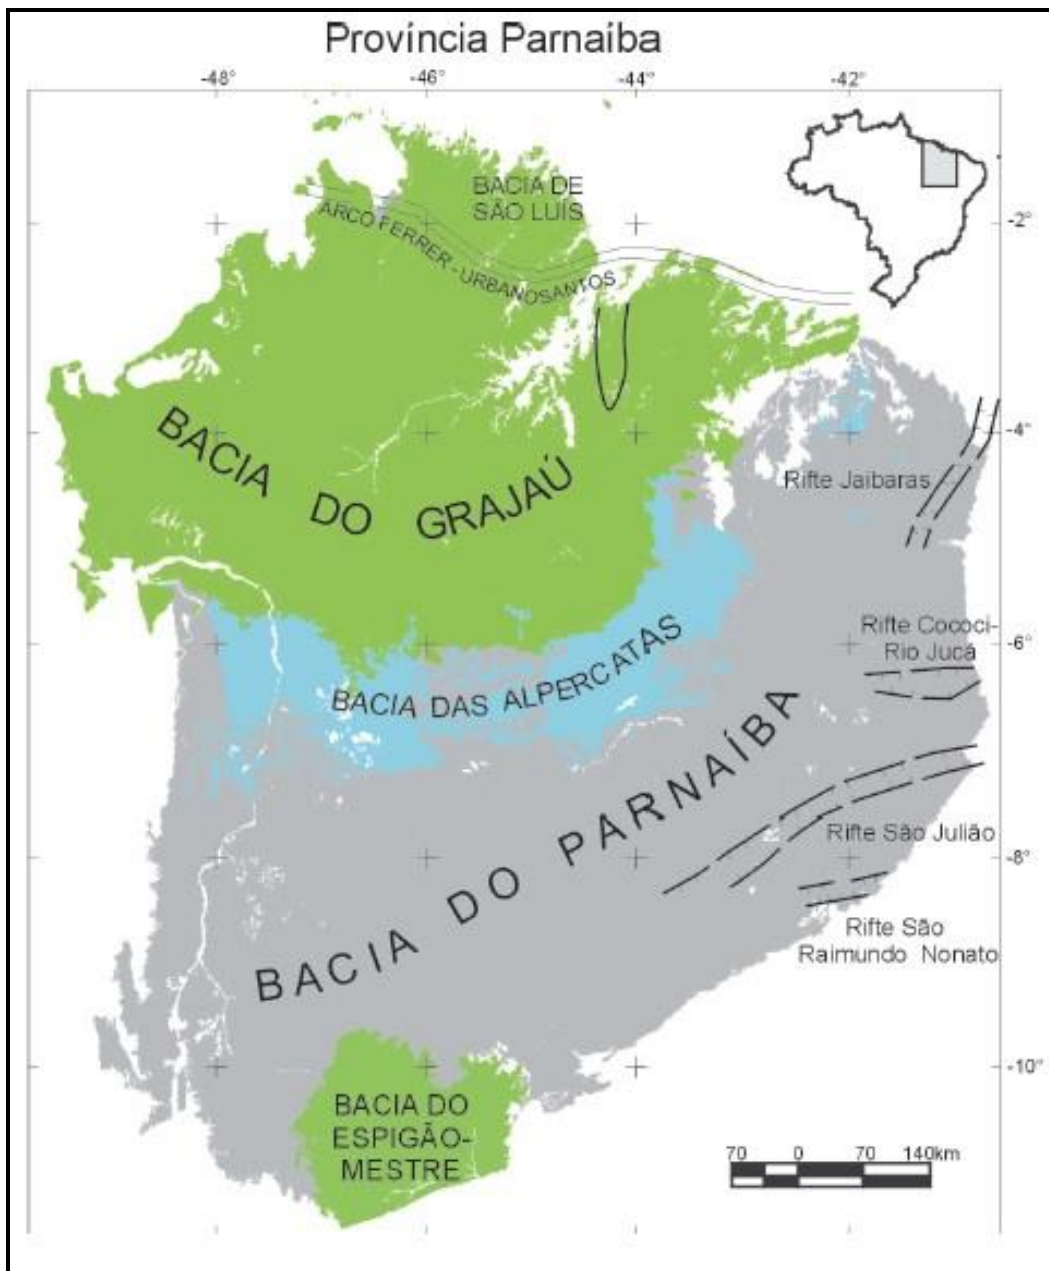 Província Parnaíba
-48°
-46°
-44°
-42°
BACIA DE
SÃO LUÍS
ARCO FERRER - URBANOSANTOS
-2°
BACIA DO GRAJAÚ
-4°
Rifte Jaibaras
Rifte Cococi-
Rio Jucá
-6°
BACIA DAS ALPERCATAS
BACIA DO PARNAÍBA
Rifte São Julião
-8°
Rifte São
Raimundo Nonato
-10°
BACIA DO
ESPIGÃO-
MESTRE
70 0 70 140km